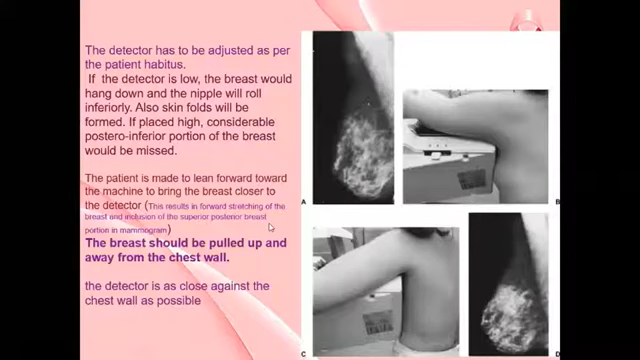 The detector has to be adjusted as per
the patient habitus.
If the detector is low, the breast would
hang down and the nipple will roll
inferiorly. Also skin folds will be
formed. If placed high, considerable
postero-inferior portion of the breast
would be missed.
The patient is made to lean forward toward
the machine to bring the breast closer to
the detector (This results in forward stretching of the
breast and inclusion of the superior posterior breast
portion in mammogram)
The breast should be pulled up and
away from the chest wall.
the detector is as close against the
chest wall as possible
A
B
C
D